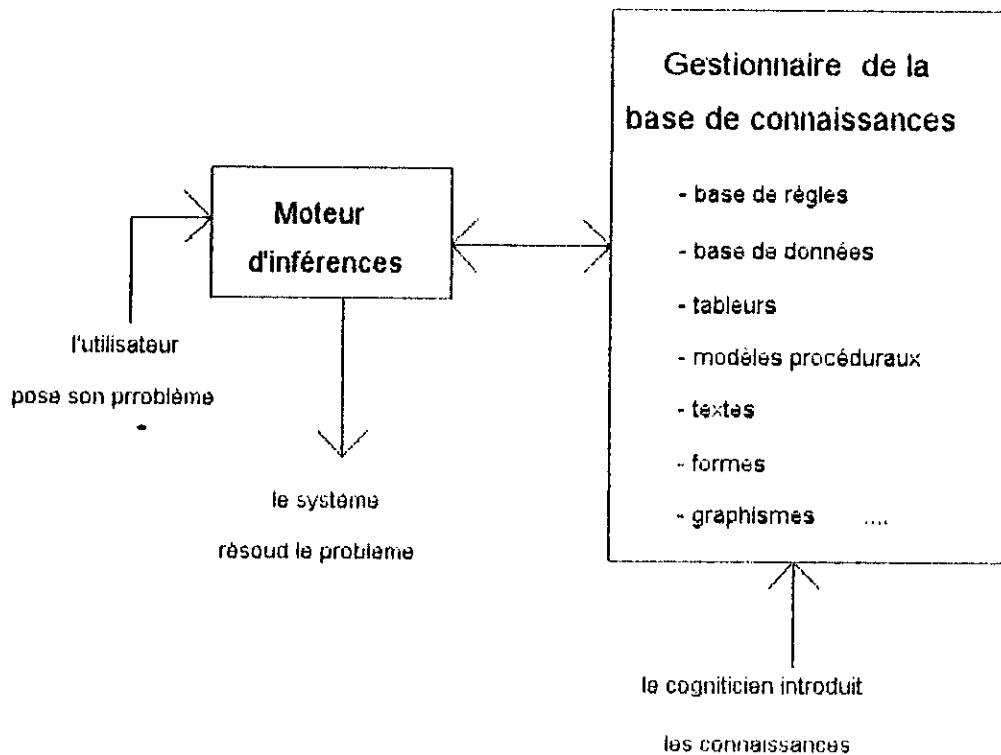 Gestionnaire de la
base de connaissances
- base de règles
- base de données
- tableurs
- modèles procéduraux
- textes
- formes
- graphismes ....
Moteur
d'inférences
l'utilisateur
pose son prroblème
le système
résoud le problème
le cogniticien introduit
les connaissances